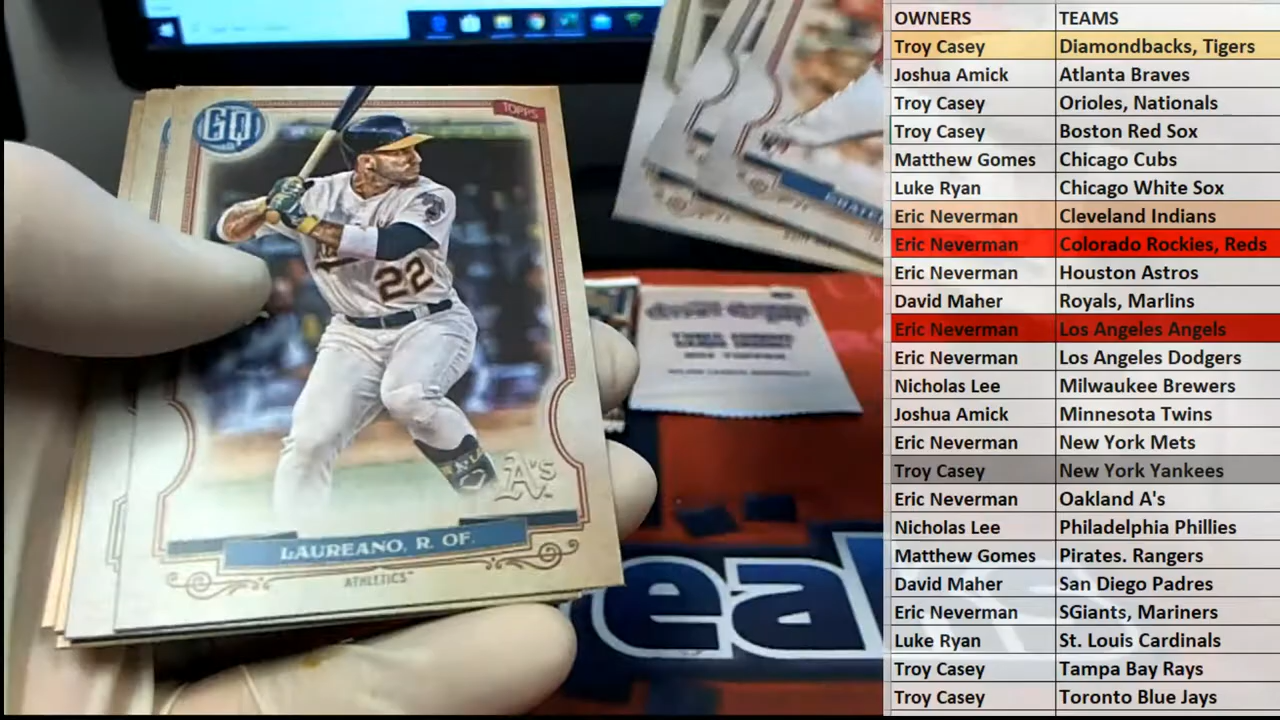 GQ
TOPPS
22
A's
LAUREANO, R. OF.
ATHLETICS™
ea
OWNERS TEAMS
Troy Casey Diamondbacks, Tigers
Joshua Amick Atlanta Braves
Troy Casey Orioles, Nationals
Troy Casey Boston Red Sox
Matthew Gomes Chicago Cubs
Luke Ryan Chicago White Sox
Eric Neverman Cleveland Indians
Eric Neverman Colorado Rockies, Reds
Eric Neverman Houston Astros
David Maher Royals, Marlins
Eric Neverman Los Angeles Angels
Eric Neverman Los Angeles Dodgers
Nicholas Lee Milwaukee Brewers
Joshua Amick Minnesota Twins
Eric Neverman New York Mets
Troy Casey New York Yankees
Eric Neverman Oakland A's
Nicholas Lee Philadelphia Phillies
Matthew Gomes Pirates. Rangers
David Maher San Diego Padres
Eric Neverman SGiants, Mariners
Luke Ryan St. Louis Cardinals
Troy Casey Tampa Bay Rays
Troy Casey Toronto Blue Jays